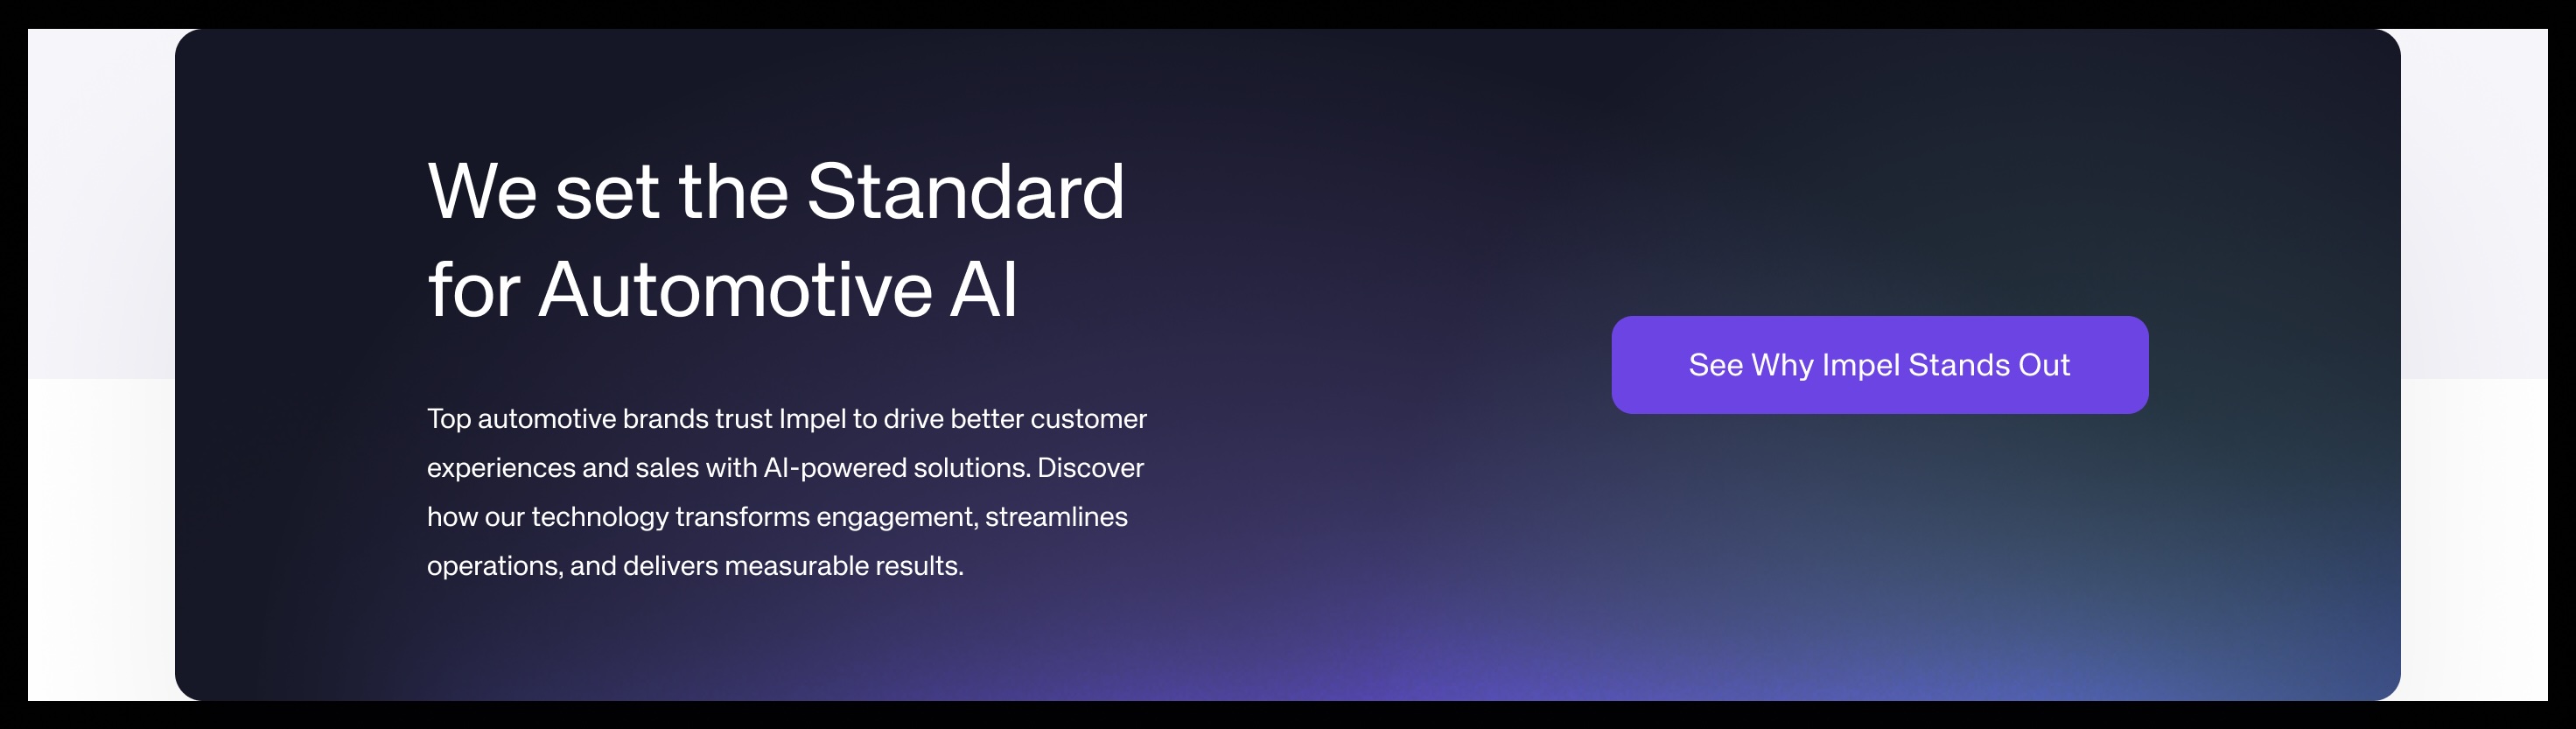 We set the Standard
for Automotive AI
Top automotive brands trust Impel to drive better customer
experiences and sales with AI-powered solutions. Discover
how our technology transforms engagement, streamlines
operations, and delivers measurable results.
See Why Impel Stands Out